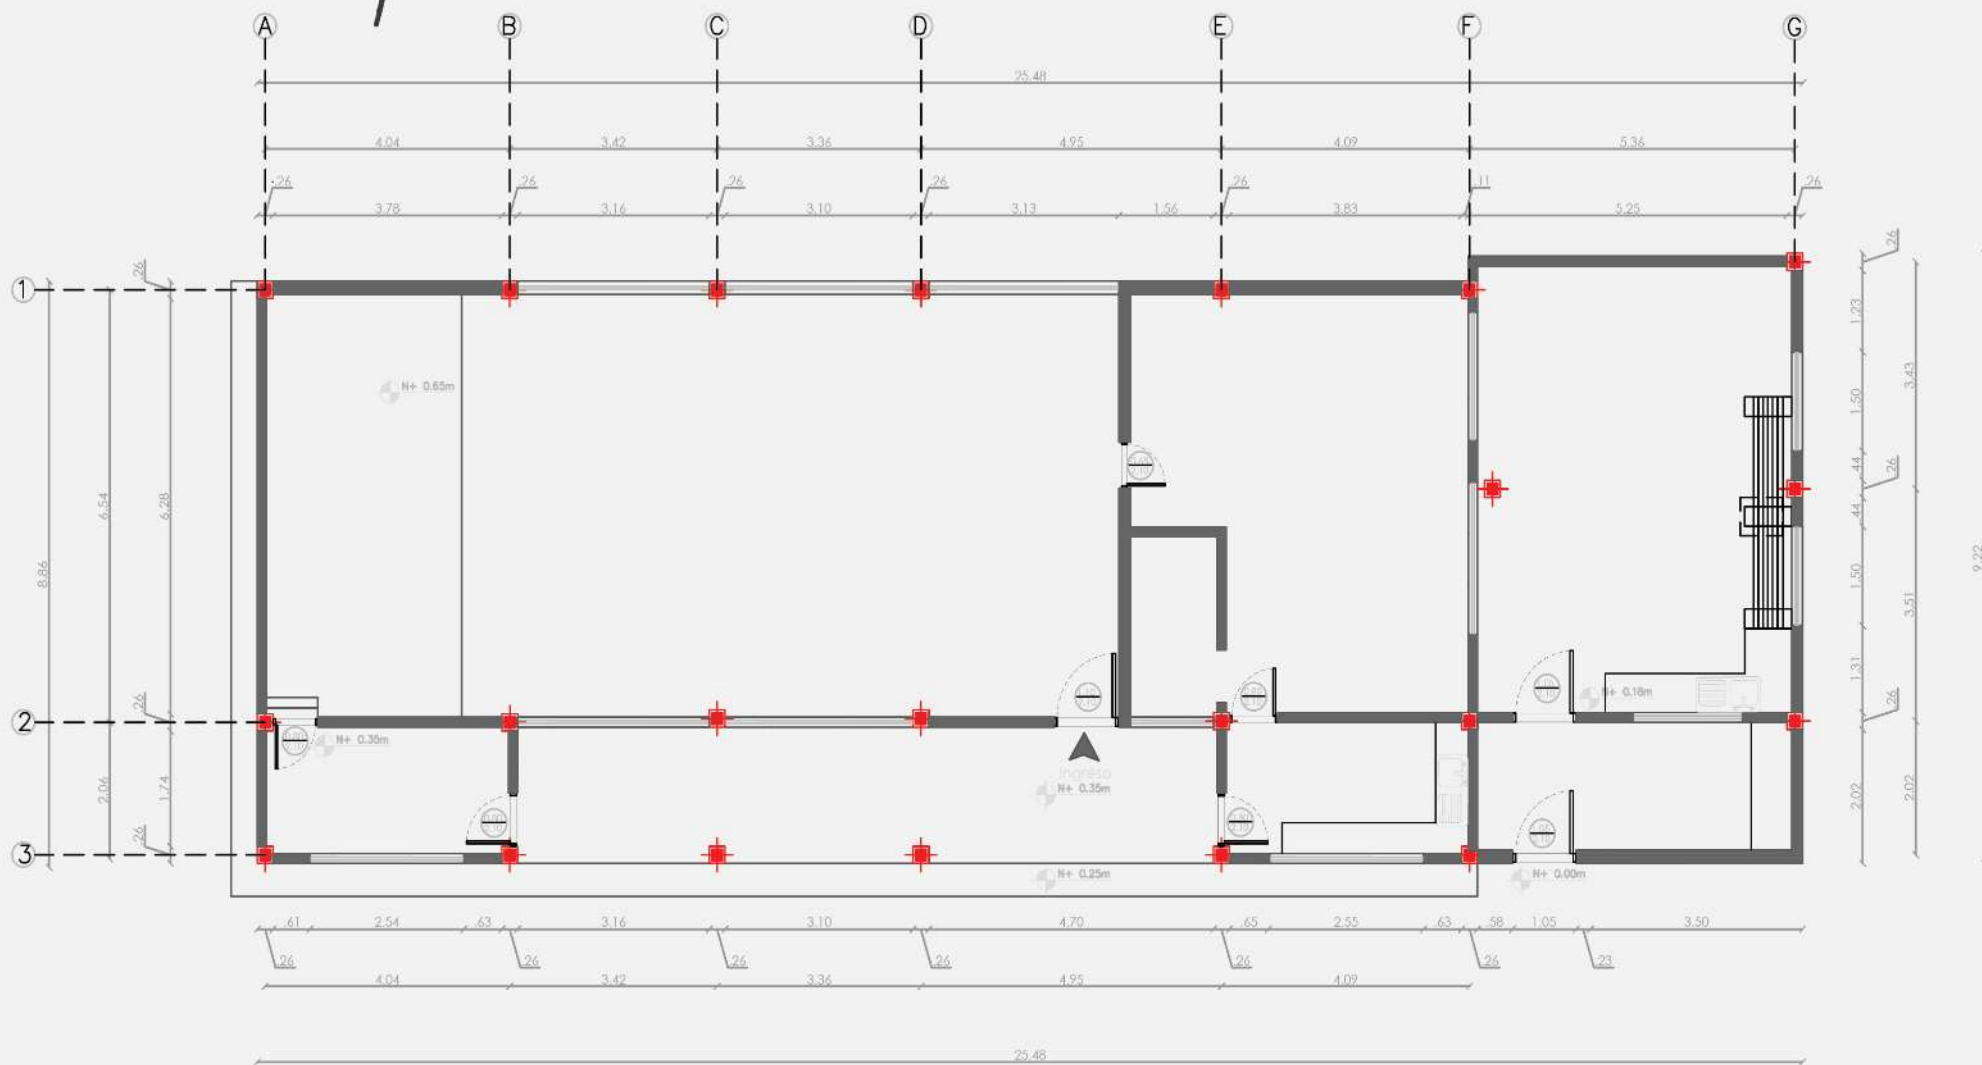 A B C D E F G
25.48
4.04 3.42 3.36 4.95 4.09 5.36
.26 .26 .26 .26 .26 .11 .26
3.78 3.16 3.10 3.13 1.56 3.83 5.25
1
2
3
8.86
6.54
2.06
.26
6.28
.26
1.74
.26
N+ 0.65m
N+ 0.18m
N+ 0.35m
Ingreso
N+ 0.35m
N+ 0.25m
N+ 0.00m
.26
1.23
1.50
.44
.26
.44
1.50
1.31
.26
2.02
3.43
3.51
2.02
9.22
.61 2.54 .63 3.16 3.10 4.70 .65 2.55 .63 .58 1.05 3.50
.26 .26 .26 .26 .26 .26 .23
4.04 3.42 3.36 4.95 4.09
25.48